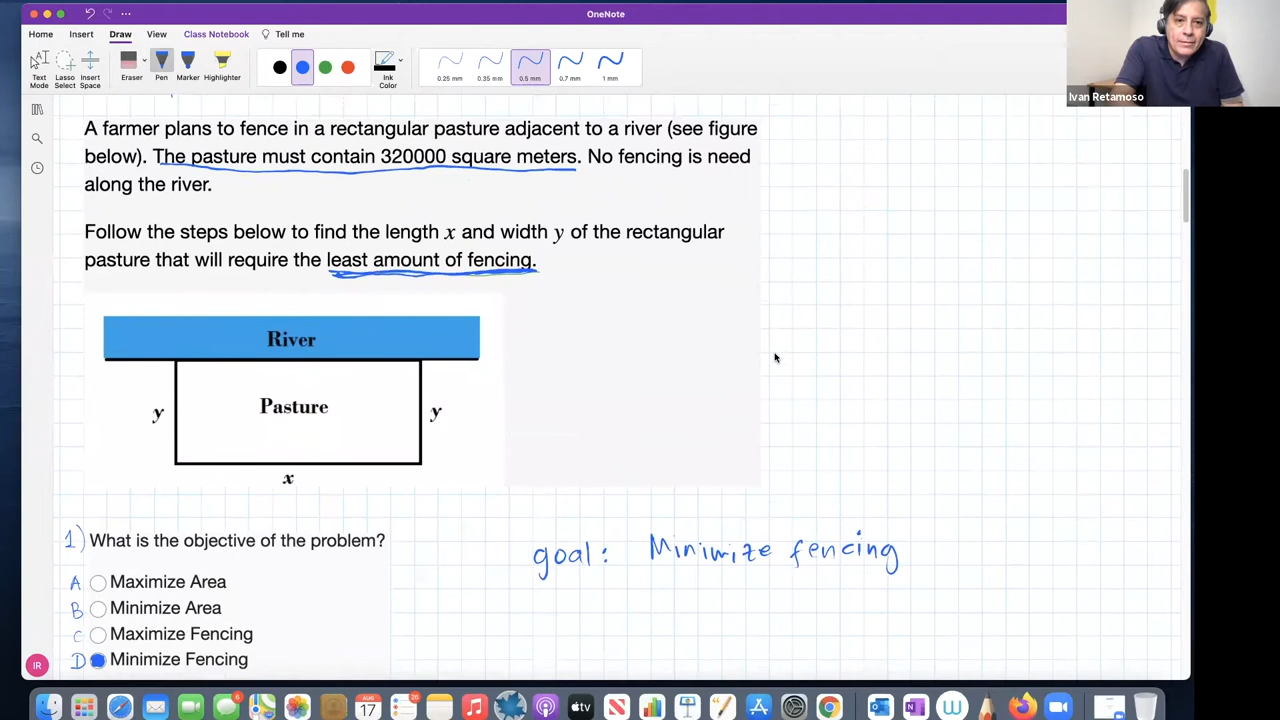 OneNote
Home Insert Draw View Class Notebook Tell me
Text Mode
Lasso Select
Insert Space
Eraser
Pen
Marker
Highlighter
Ink Color
0.25 mm
0.35 mm
0.5 mm
0.7 mm
1 mm
Ivan Retamoso
A farmer plans to fence in a rectangular pasture adjacent to a river (see figure
below). The pasture must contain 320000 square meters. No fencing is need
along the river.
Follow the steps below to find the length x and width y of the rectangular
pasture that will require the least amount of fencing.
River
y Pasture y
x
1) What is the objective of the problem?
goal: Minimize fencing
A Maximize Area
B Minimize Area
C Maximize Fencing
D Minimize Fencing
IR
6
AUG
17
26
tv